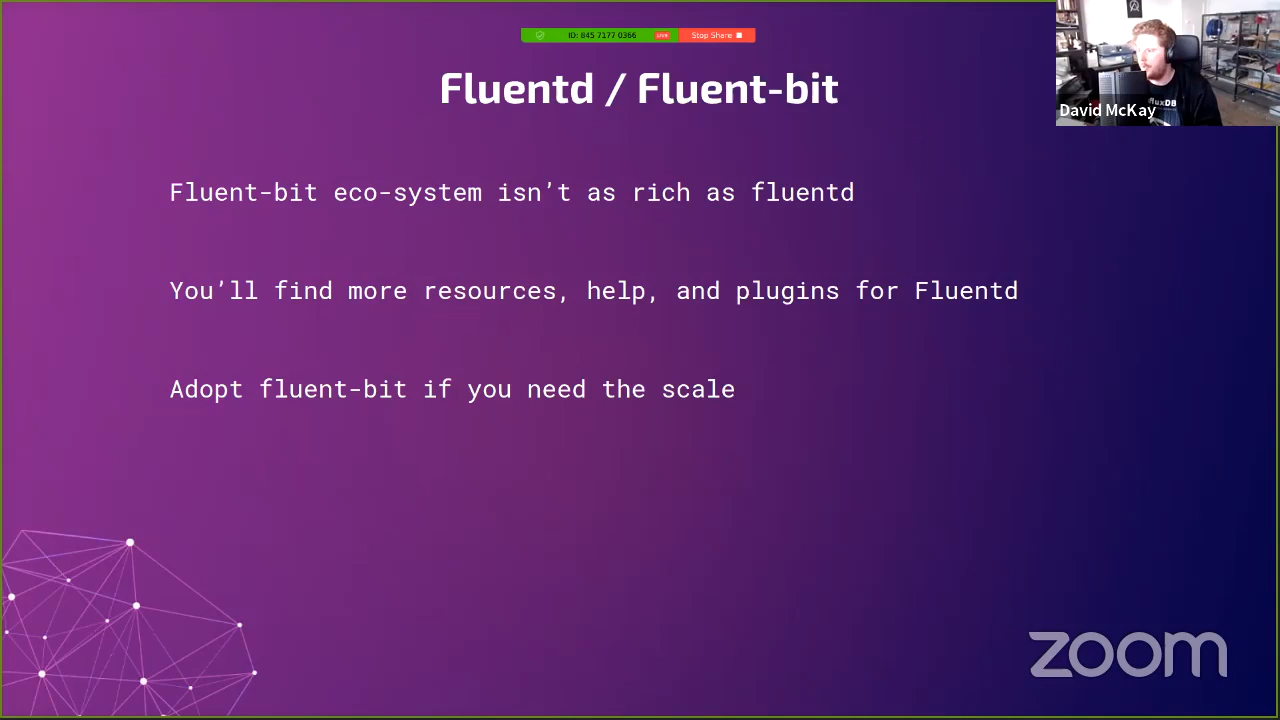 ID: 845 7177 0366 LIVE Stop Share
Fluentd / Fluent-bit
David McKay
Fluent-bit eco-system isn’t as rich as fluentd
You’ll find more resources, help, and plugins for Fluentd
Adopt fluent-bit if you need the scale
zoom